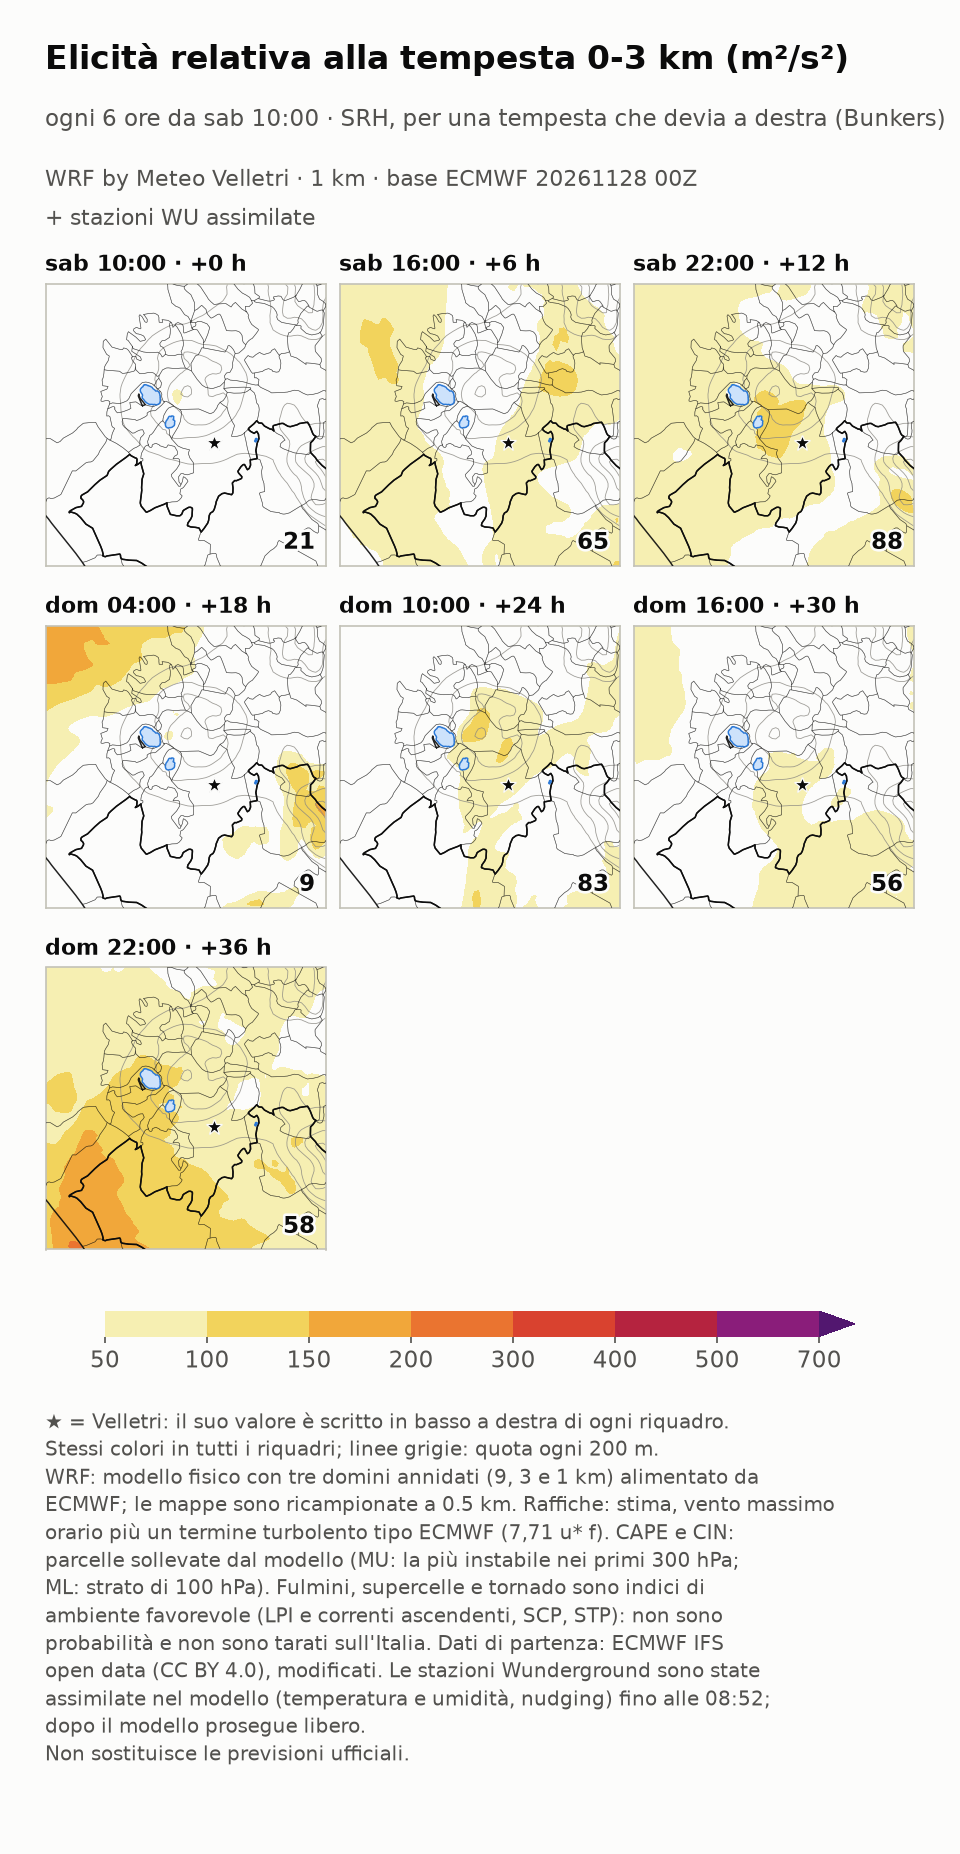 Elicità relativa alla tempesta 0-3 km (m²/s²)
ogni 6 ore da sab 10:00 · SRH, per una tempesta che devia a destra (Bunkers)
WRF by Meteo Velletri · 1 km · base ECMWF 20261128 00Z
+ stazioni WU assimilate
sab 10:00 · +0 h
sab 16:00 · +6 h
sab 22:00 · +12 h
21
65
88
dom 04:00 · +18 h
dom 10:00 · +24 h
dom 16:00 · +30 h
9
83
56
dom 22:00 · +36 h
58
50 100 150 200 300 400 500 700
★ = Velletri: il suo valore è scritto in basso a destra di ogni riquadro.
Stessi colori in tutti i riquadri; linee grigie: quota ogni 200 m.
WRF: modello fisico con tre domini annidati (9, 3 e 1 km) alimentato da
ECMWF; le mappe sono ricampionate a 0.5 km. Raffiche: stima, vento massimo
orario più un termine turbolento tipo ECMWF (7,71 u* f). CAPE e CIN:
parcelle sollevate dal modello (MU: la più instabile nei primi 300 hPa;
ML: strato di 100 hPa). Fulmini, supercelle e tornado sono indici di
ambiente favorevole (LPI e correnti ascendenti, SCP, STP): non sono
probabilità e non sono tarati sull'Italia. Dati di partenza: ECMWF IFS
open data (CC BY 4.0), modificati. Le stazioni Wunderground sono state
assimilate nel modello (temperatura e umidità, nudging) fino alle 08:52;
dopo il modello prosegue libero.
Non sostituisce le previsioni ufficiali.